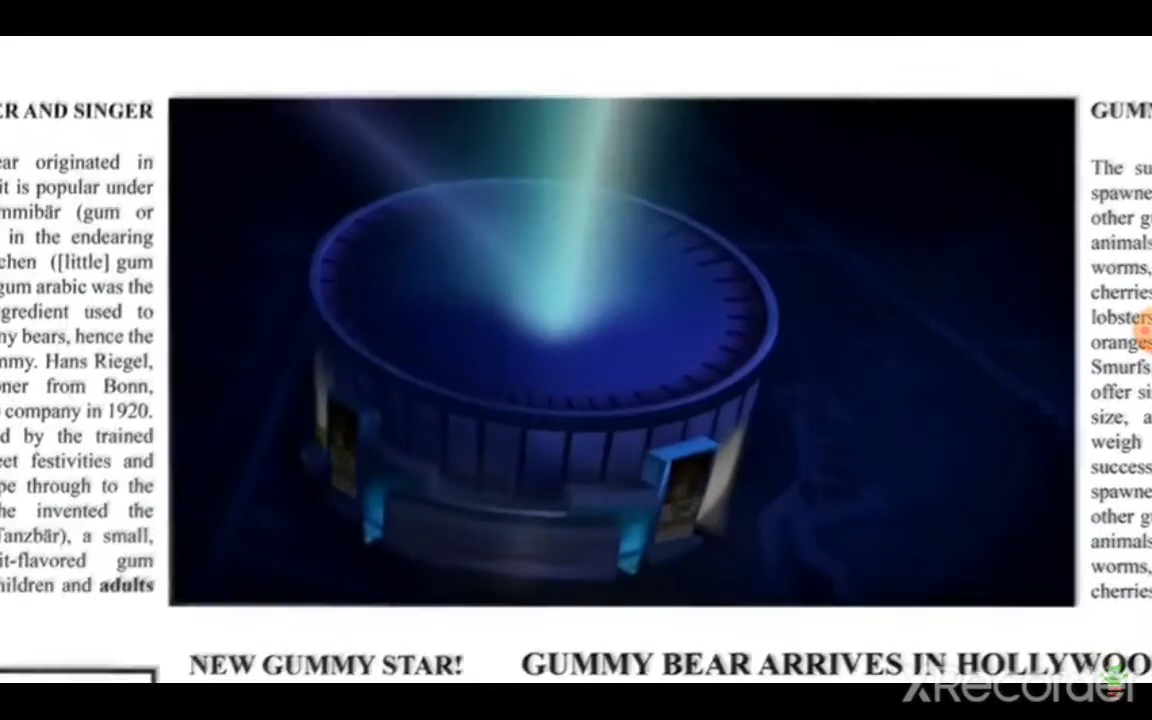 ER AND SINGER
ear originated in
it is popular under
mmibär (gum or
in the endearing
chen ([little] gum
gum arabic was the
gredient used to
ny bears, hence the
mmy. Hans Riegel,
oner from Bonn,
company in 1920.
d by the trained
eet festivities and
pe through to the
he invented the
Tanzbär), a small,
it-flavored gum
hildren and adults
GUMM
The su
spawne
other g
animals
worms,
cherries
lobsters
oranges
Smurfs
offer si
size, a
weigh
success
spawne
other g
animals
worms,
cherries
NEW GUMMY STAR!
GUMMY BEAR ARRIVES IN HOLLYWOO
XRecorder